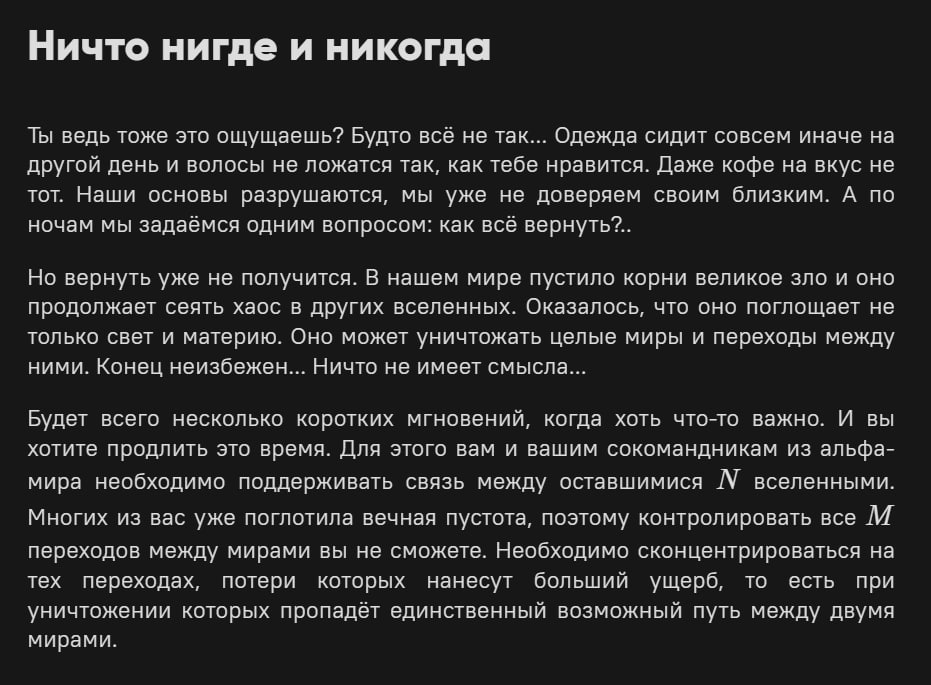 Ничто нигде и никогда
Ты ведь тоже это ощущаешь? Будто всё не так... Одежда сидит совсем иначе на
другой день и волосы не ложатся так, как тебе нравится. Даже кофе на вкус не
тот. Наши основы разрушаются, мы уже не доверяем своим близким. А по
ночам мы задаёмся одним вопросом: как всё вернуть?..
Но вернуть уже не получится. В нашем мире пустило корни великое зло и оно
продолжает сеять хаос в других вселенных. Оказалось, что оно поглощает не
только свет и материю. Оно может уничтожать целые миры и переходы между
ними. Конец неизбежен... Ничто не имеет смысла...
Будет всего несколько коротких мгновений, когда хоть что-то важно. И вы
хотите продлить это время. Для этого вам и вашим сокомандникам из альфа-
мира необходимо поддерживать связь между оставшимися N вселенными.
Многих из вас уже поглотила вечная пустота, поэтому контролировать все M
переходов между мирами вы не сможете. Необходимо сконцентрироваться на
тех переходах, потери которых нанесут больший ущерб, то есть при
уничтожении которых пропадёт единственный возможный путь между двумя
мирами.